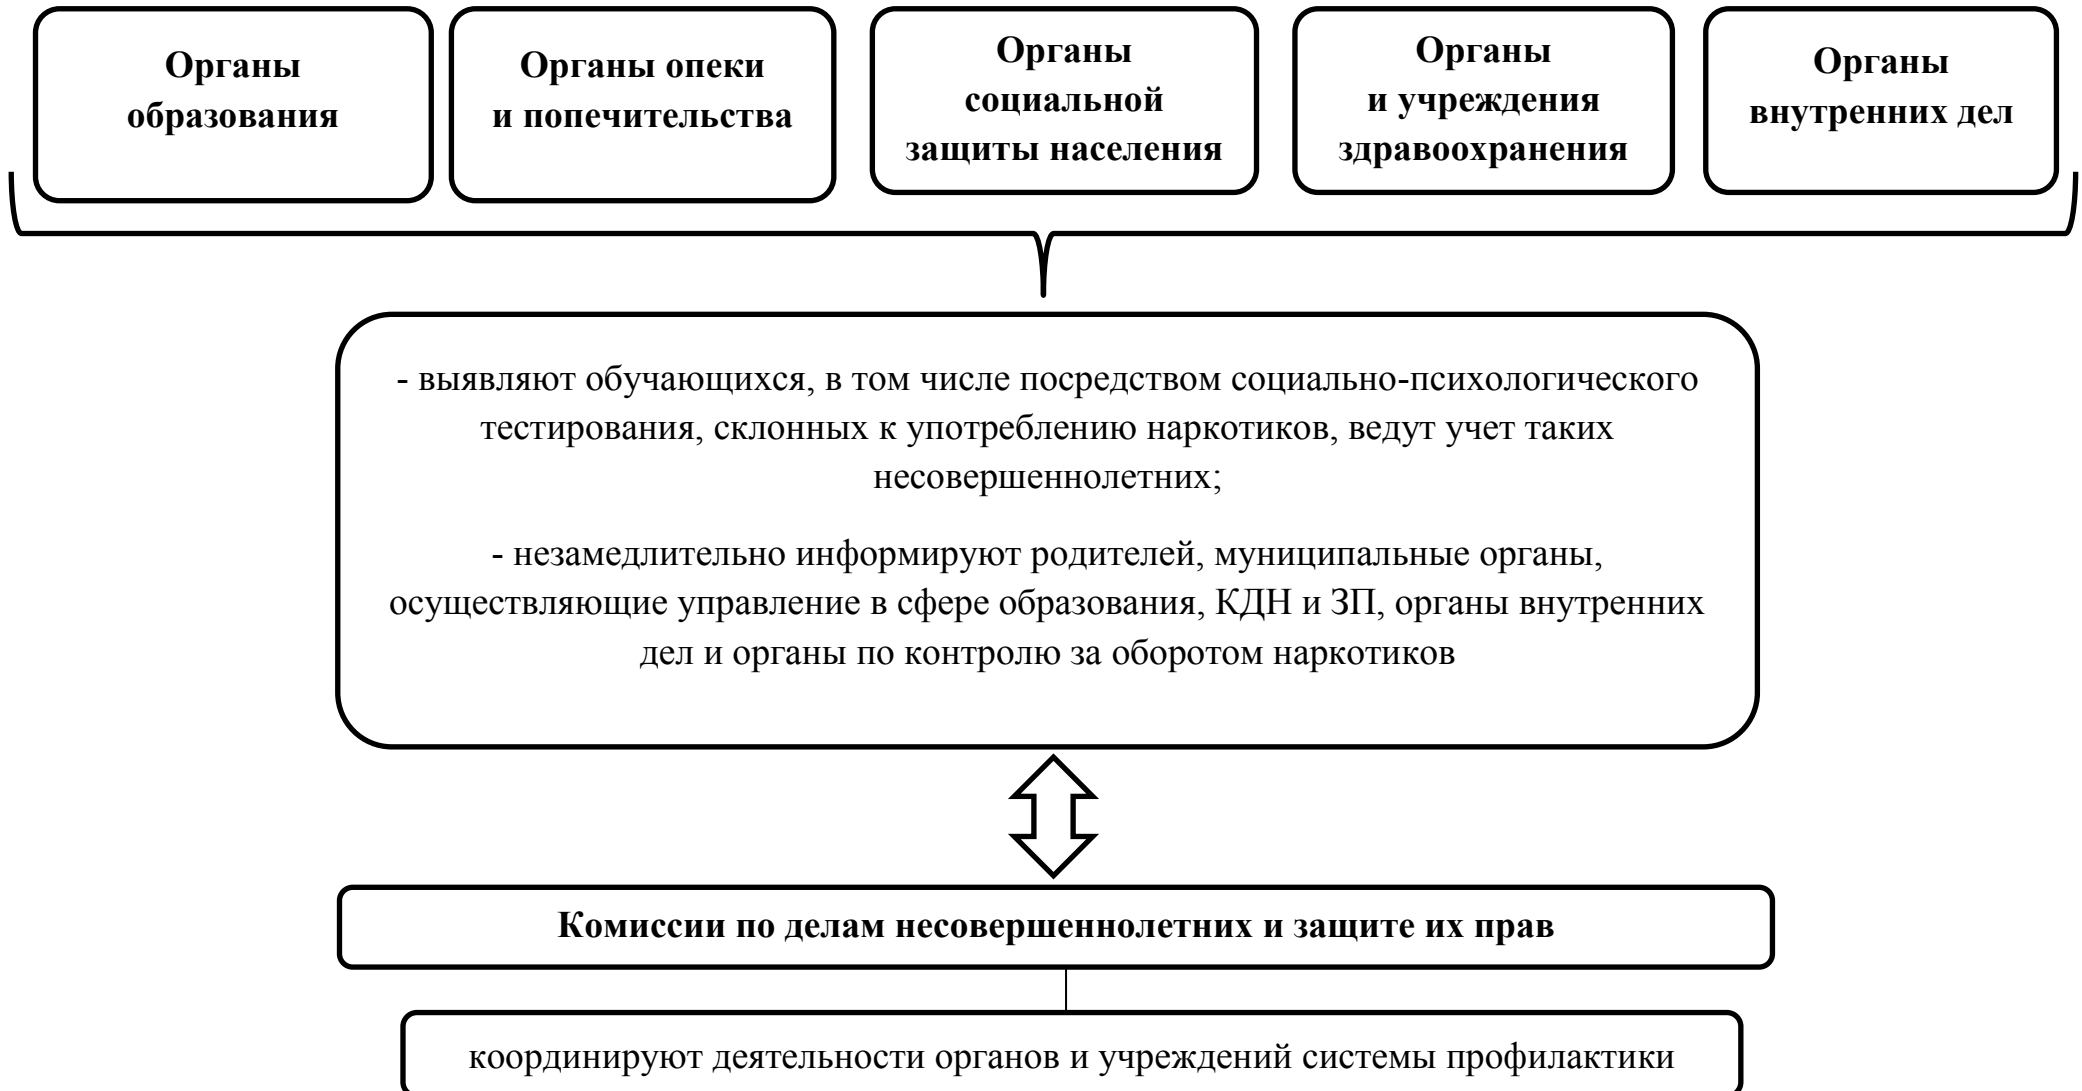 Органы
образования
Органы опеки
и попечительства
Органы
социальной
защиты населения
Органы
и учреждения
здравоохранения
Органы
внутренних дел
- выявляют обучающихся, в том числе посредством социально-психологического
тестирования, склонных к употреблению наркотиков, ведут учет таких
несовершеннолетних;
- незамедлительно информируют родителей, муниципальные органы,
осуществляющие управление в сфере образования, КДН и ЗП, органы внутренних
дел и органы по контролю за оборотом наркотиков
Комиссии по делам несовершеннолетних и защите их прав
координируют деятельности органов и учреждений системы профилактики